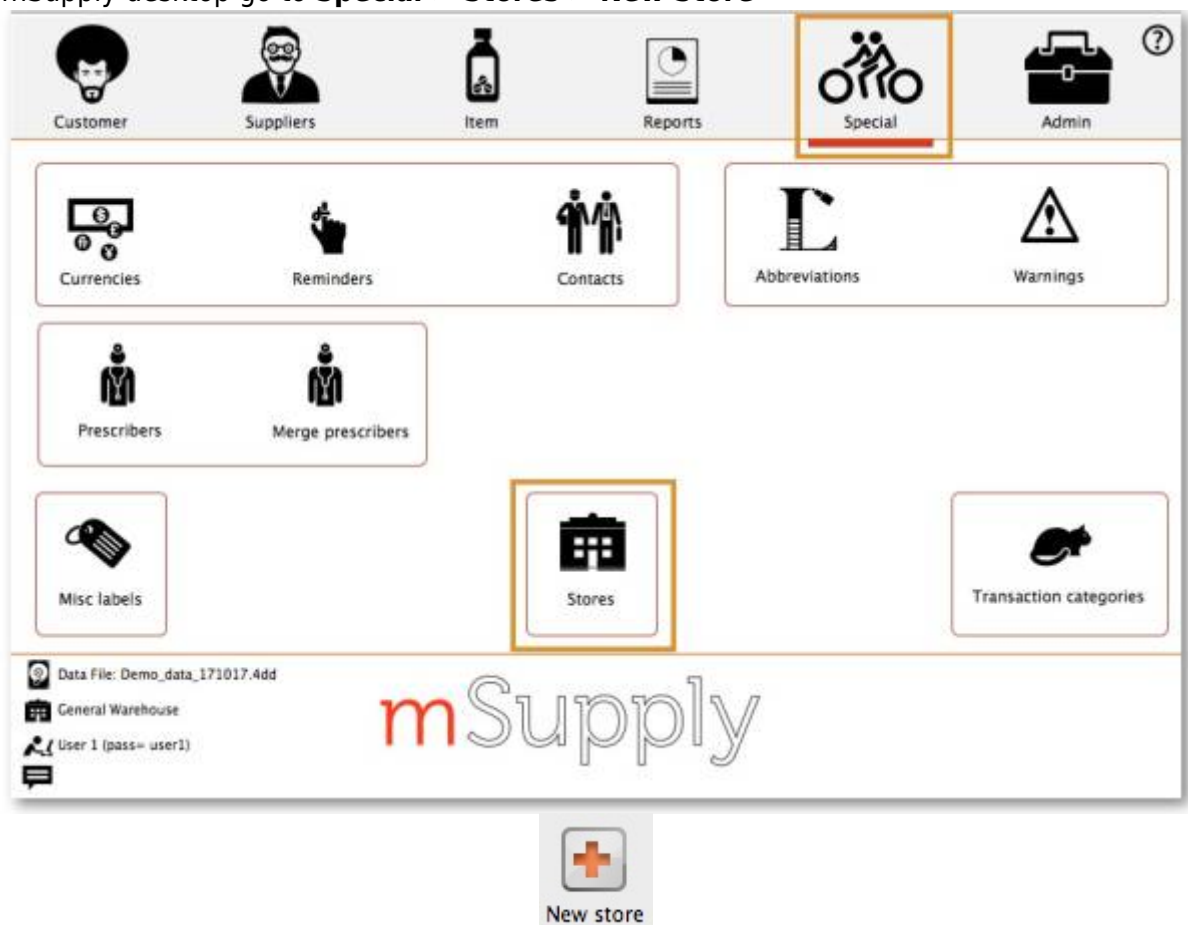 mSupply desktop go to Special > Stores > New Store
Customer Suppliers Item Reports Special Admin ?
Currencies Reminders Contacts Abbreviations Warnings
Prescribers Merge prescribers
Misc labels Stores Transaction categories
Data File: Demo_data_171017.4dd
General Warehouse
User 1 (pass= user1)
mSupply
New store